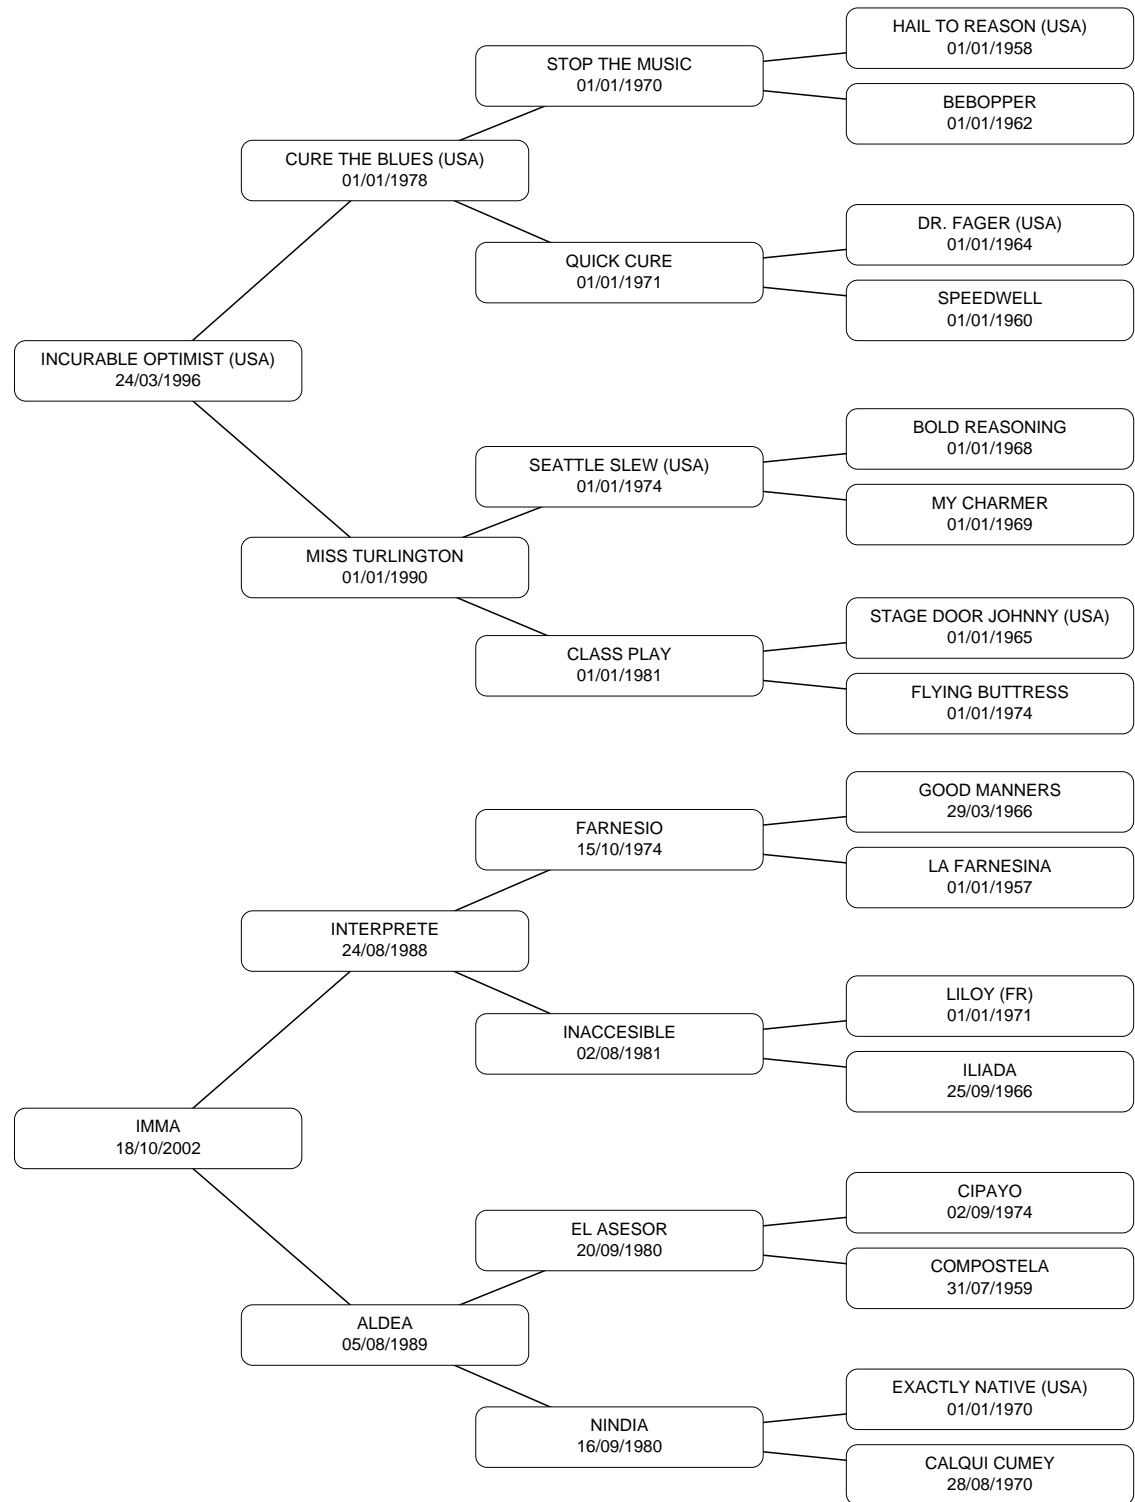 HAIL TO REASON (USA)
01/01/1958
STOP THE MUSIC
01/01/1970
BEBOPPER
01/01/1962
CURE THE BLUES (USA)
01/01/1978
DR. FAGER (USA)
01/01/1964
QUICK CURE
01/01/1971
SPEEDWELL
01/01/1960
INCURABLE OPTIMIST (USA)
24/03/1996
BOLD REASONING
01/01/1968
SEATTLE SLEW (USA)
01/01/1974
MY CHARMER
01/01/1969
MISS TURLINGTON
01/01/1990
STAGE DOOR JOHNNY (USA)
01/01/1965
CLASS PLAY
01/01/1981
FLYING BUTTRESS
01/01/1974
GOOD MANNERS
29/03/1966
FARNESIO
15/10/1974
LA FARNESINA
01/01/1957
INTERPRETE
24/08/1988
LILOY (FR)
01/01/1971
INACCESIBLE
02/08/1981
ILIADA
25/09/1966
IMMA
18/10/2002
CIPAYO
02/09/1974
EL ASESOR
20/09/1980
COMPOSTELA
31/07/1959
ALDEA
05/08/1989
EXACTLY NATIVE (USA)
01/01/1970
NINDIA
16/09/1980
CALQUI CUMEY
28/08/1970